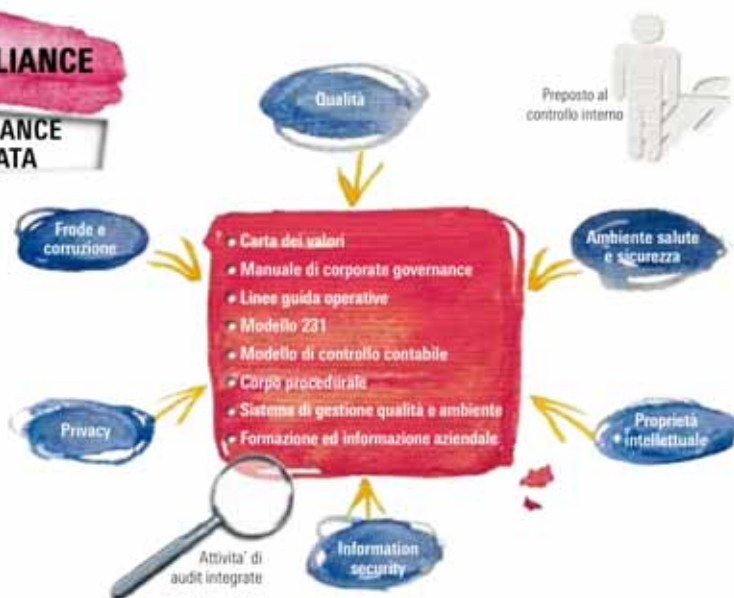 LIANCE
ANCE
ATA
Qualità
Preposto al
controllo interno
Frode e
corruzione
Ambiente salute
e sicurezza
• Carta dei valori
• Manuale di corporate governance
• Linee guida operative
• Modello 231
• Modello di controllo contabile
• Corpo procedurale
• Sistema di gestione qualità e ambiente
• Formazione ed informazione aziendale
Privacy
Proprietà
intellettuale
Attivita' di
audit integrate
Information
security